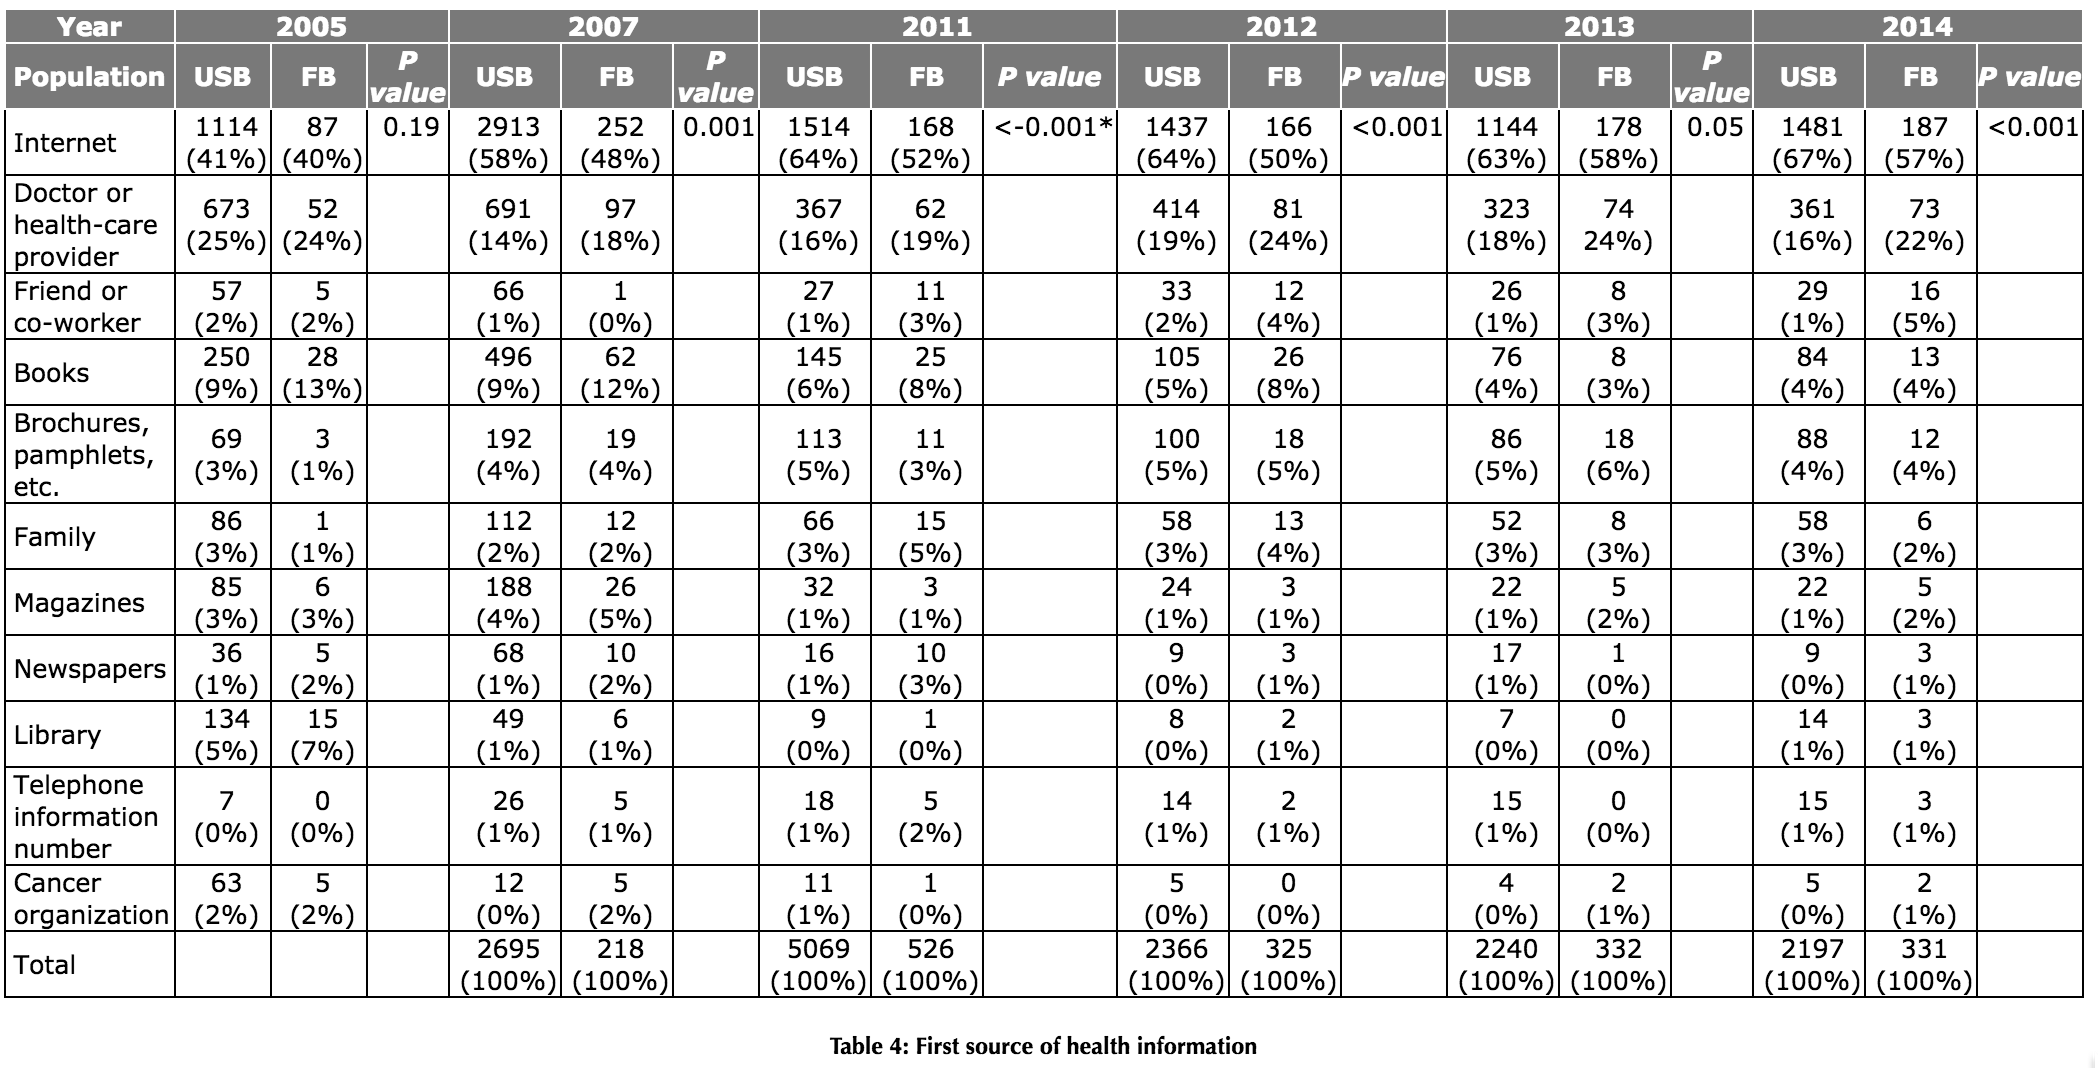 Year 2005 2007 2011 2012 2013 2014
Population USB FB P value USB FB P value USB FB P value USB FB P value USB FB P value USB FB P value
Internet 1114 (41%) 87 (40%) 0.19 2913 (58%) 252 (48%) 0.001 1514 (64%) 168 (52%) <-0.001* 1437 (64%) 166 (50%) <0.001 1144 (63%) 178 (58%) 0.05 1481 (67%) 187 (57%) <0.001
Doctor or health-care provider 673 (25%) 52 (24%) 691 (14%) 97 (18%) 367 (16%) 62 (19%) 414 (19%) 81 (24%) 323 (18%) 74 24%) 361 (16%) 73 (22%)
Friend or co-worker 57 (2%) 5 (2%) 66 (1%) 1 (0%) 27 (1%) 11 (3%) 33 (2%) 12 (4%) 26 (1%) 8 (3%) 29 (1%) 16 (5%)
Books 250 (9%) 28 (13%) 496 (9%) 62 (12%) 145 (6%) 25 (8%) 105 (5%) 26 (8%) 76 (4%) 8 (3%) 84 (4%) 13 (4%)
Brochures, pamphlets, etc. 69 (3%) 3 (1%) 192 (4%) 19 (4%) 113 (5%) 11 (3%) 100 (5%) 18 (5%) 86 (5%) 18 (6%) 88 (4%) 12 (4%)
Family 86 (3%) 1 (1%) 112 (2%) 12 (2%) 66 (3%) 15 (5%) 58 (3%) 13 (4%) 52 (3%) 8 (3%) 58 (3%) 6 (2%)
Magazines 85 (3%) 6 (3%) 188 (4%) 26 (5%) 32 (1%) 3 (1%) 24 (1%) 3 (1%) 22 (1%) 5 (2%) 22 (1%) 5 (2%)
Newspapers 36 (1%) 5 (2%) 68 (1%) 10 (2%) 16 (1%) 10 (3%) 9 (0%) 3 (1%) 17 (1%) 1 (0%) 9 (0%) 3 (1%)
Library 134 (5%) 15 (7%) 49 (1%) 6 (1%) 9 (0%) 1 (0%) 8 (0%) 2 (1%) 7 (0%) 0 (0%) 14 (1%) 3 (1%)
Telephone information number 7 (0%) 0 (0%) 26 (1%) 5 (1%) 18 (1%) 5 (2%) 14 (1%) 2 (1%) 15 (1%) 0 (0%) 15 (1%) 3 (1%)
Cancer organization 63 (2%) 5 (2%) 12 (0%) 5 (2%) 11 (1%) 1 (0%) 5 (0%) 0 (0%) 4 (0%) 2 (1%) 5 (0%) 2 (1%)
Total 2695 (100%) 218 (100%) 5069 (100%) 526 (100%) 2366 (100%) 325 (100%) 2240 (100%) 332 (100%) 2197 (100%) 331 (100%)
Table 4: First source of health information